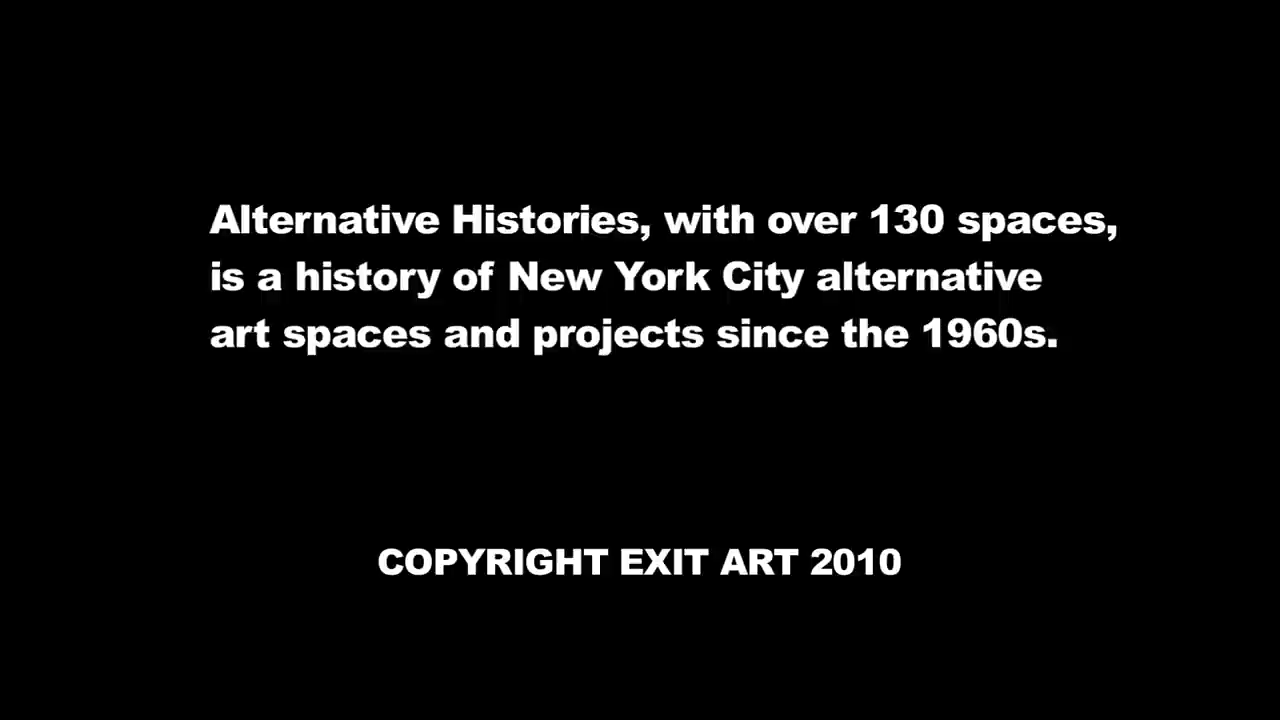 Alternative Histories, with over 130 spaces,
is a history of New York City alternative
art spaces and projects since the 1960s.
COPYRIGHT EXIT ART 2010